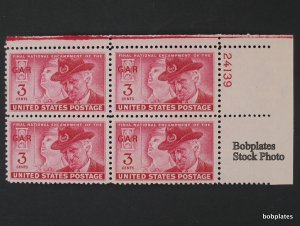 FINAL NATIONAL ENCAMPMENT OF THE
GAR
3
CENTS
UNITED STATES POSTAGE
FINAL NATIONAL ENCAMPMENT OF THE
GAR
3
CENTS
UNITED STATES POSTAGE
24139
FINAL NATIONAL ENCAMPMENT OF THE
GAR
3
CENTS
UNITED STATES POSTAGE
FINAL NATIONAL ENCAMPMENT OF THE
GAR
3
CENTS
UNITED STATES POSTAGE
Bobplates
Stock Photo
bobplates